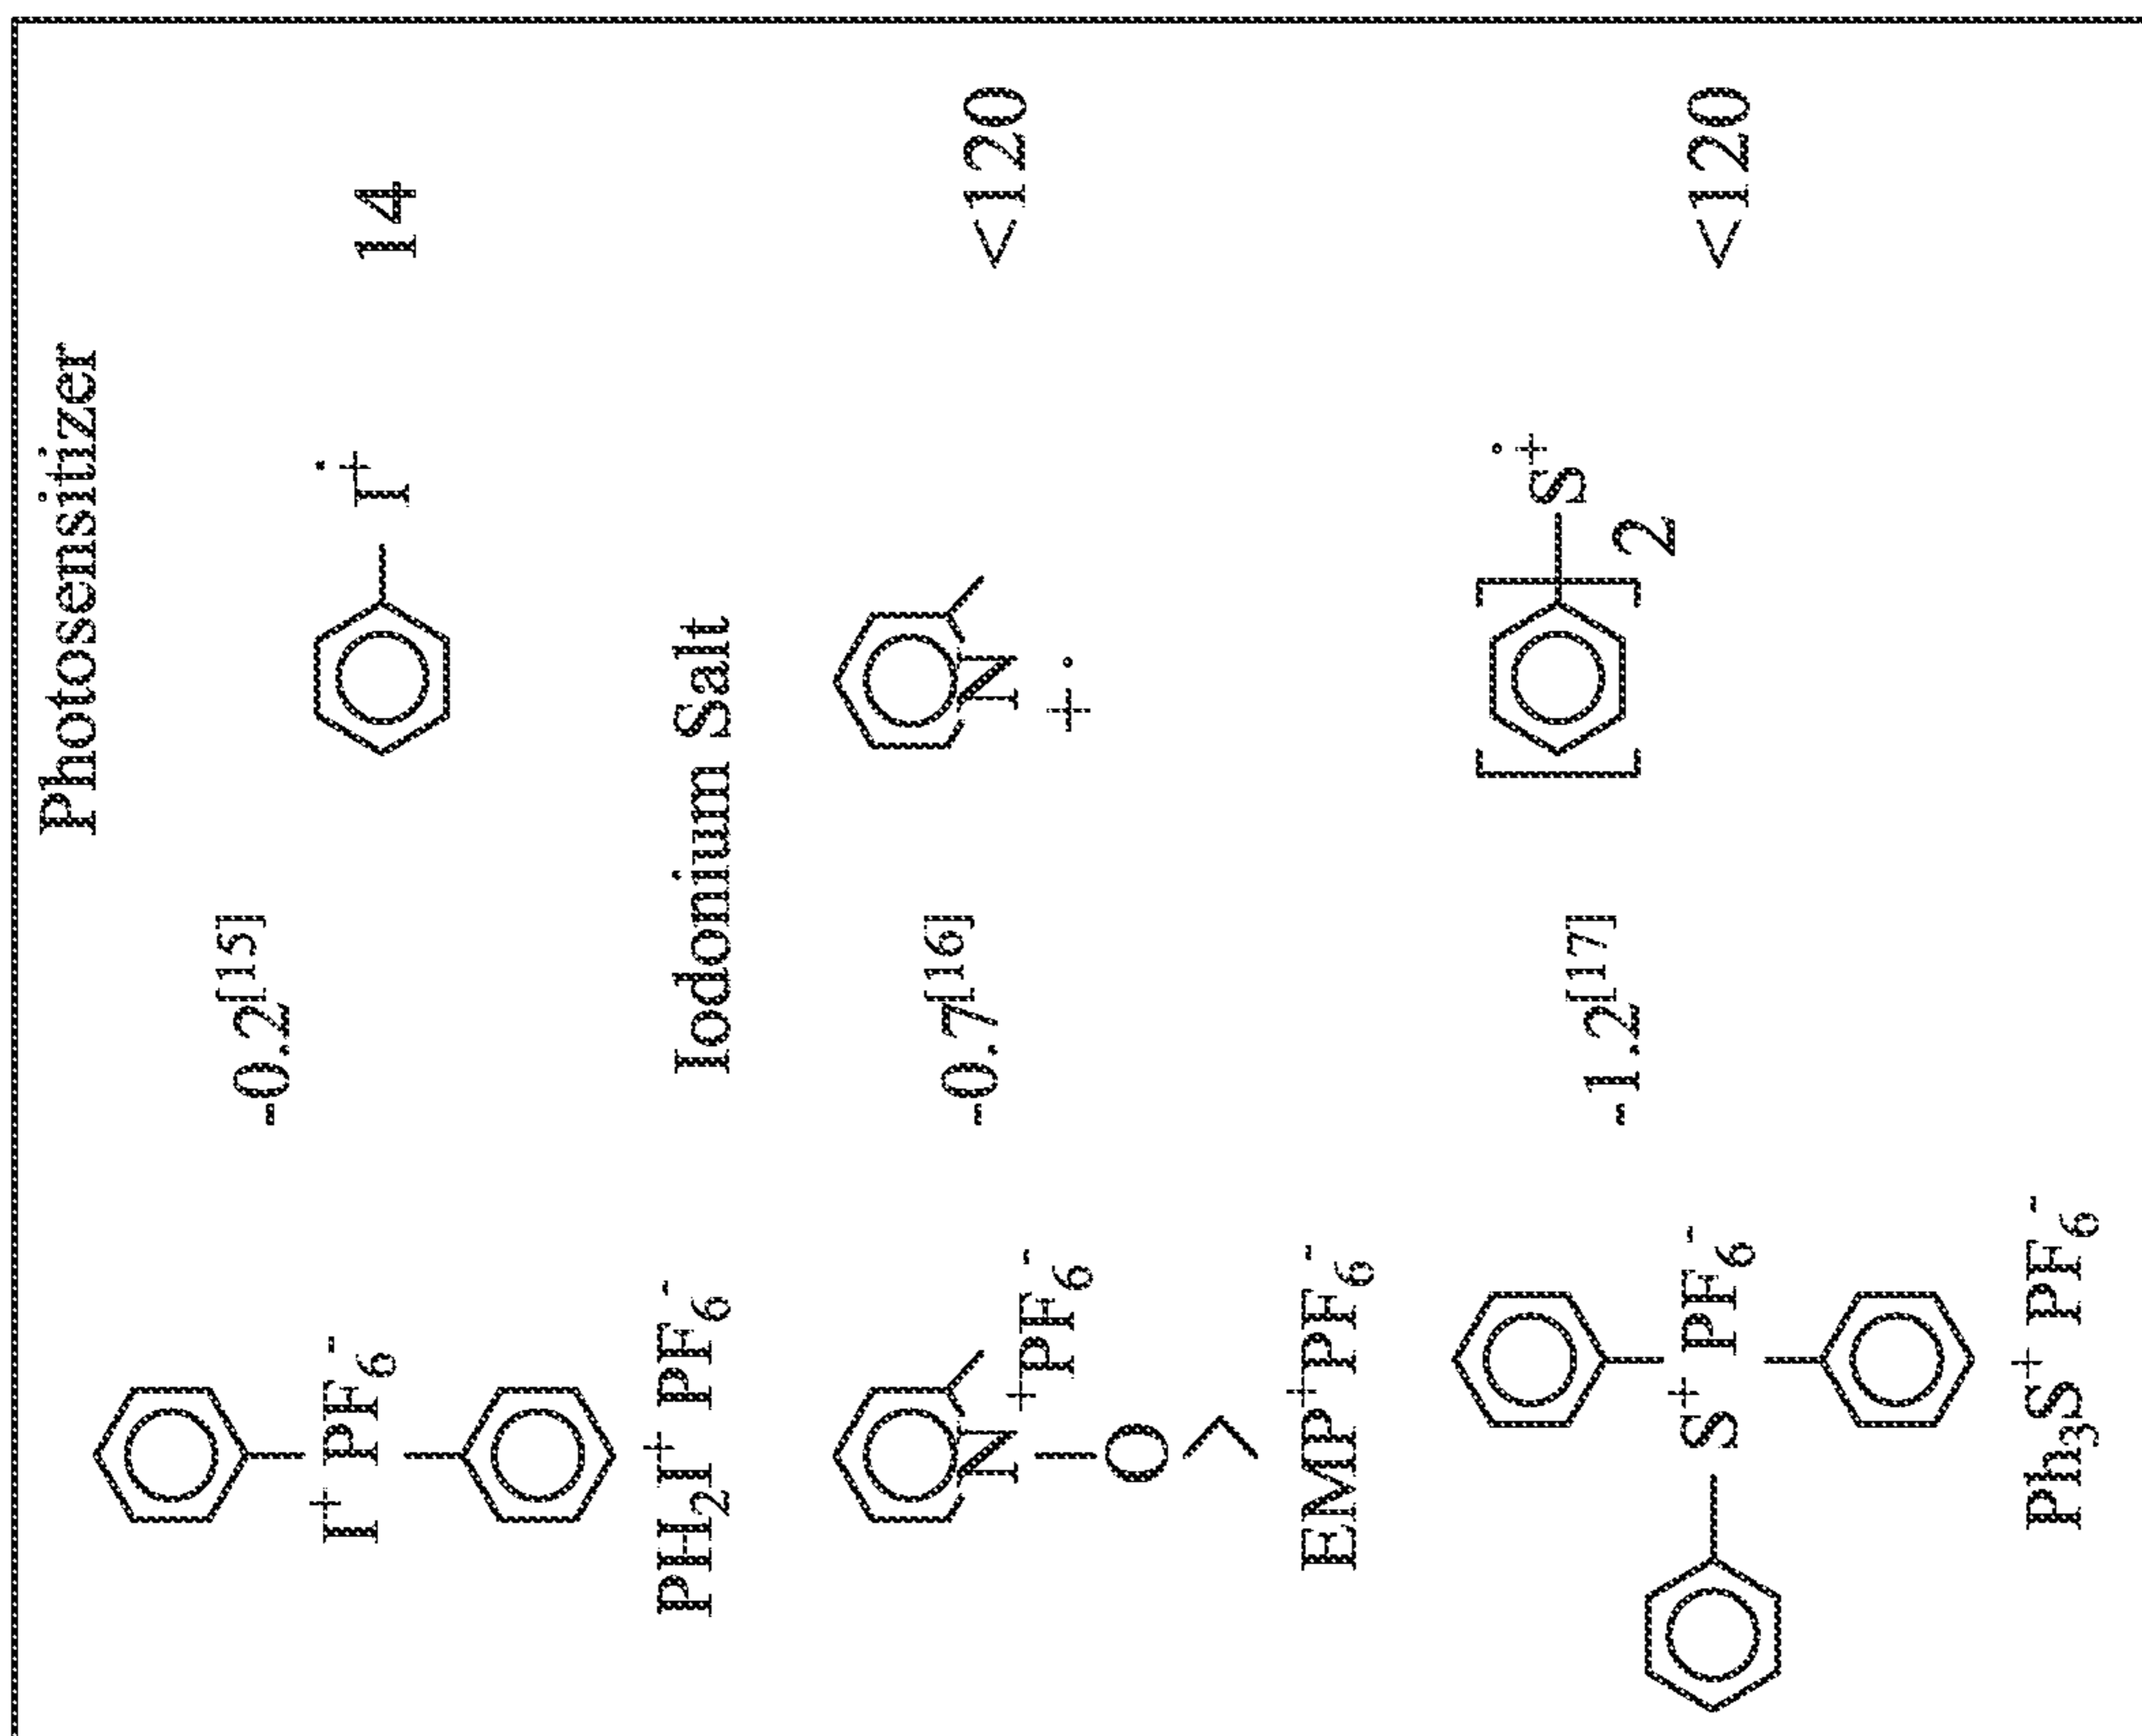 Photosensitizer
I⁺ PF₆⁻
-0.2[15]
I⁺˙
14
PH₂I⁺ PF₆⁻
Iodonium Salt
N
⁺PF₆⁻
O
-0.7[16]
N
+˙
<120
EMP⁺PF₆⁻
S⁺ PF₆⁻
-1.2[17]
S⁺˙
2
<120
Ph₃S⁺ PF₆⁻